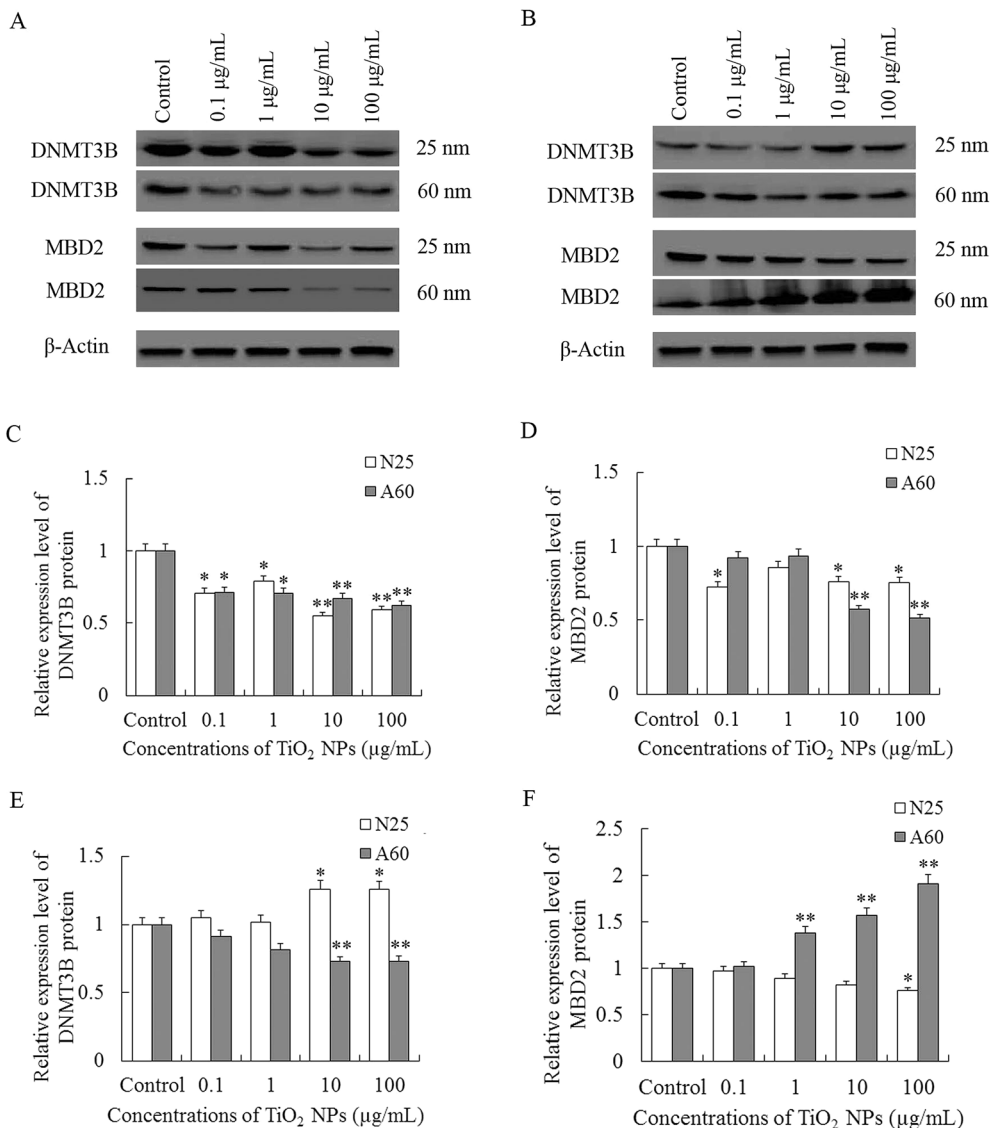 A
Control
0.1 µg/mL
1 µg/mL
10 µg/mL
100 µg/mL
DNMT3B 25 nm
DNMT3B 60 nm
MBD2 25 nm
MBD2 60 nm
β-Actin
B
Control
0.1 µg/mL
1 µg/mL
10 µg/mL
100 µg/mL
DNMT3B 25 nm
DNMT3B 60 nm
MBD2 25 nm
MBD2 60 nm
β-Actin
C
Relative expression level of
DNMT3B protein
N25
A60
1.5
1
0.5
0
* * * * ** ** ** **
Control 0.1 1 10 100
Concentrations of TiO₂ NPs (µg/mL)
D
Relative expression level of
MBD2 protein
N25
A60
1.5
1
0.5
0
* * ** * **
Control 0.1 1 10 100
Concentrations of TiO₂ NPs (µg/mL)
E
Relative expression level of
DNMT3B protein
N25
A60
1.5
1
0.5
0
* ** * **
Control 0.1 1 10 100
Concentrations of TiO₂ NPs (µg/mL)
F
Relative expression level of
MBD2 protein
N25
A60
2.5
2
1.5
1
0.5
0
** ** * **
Control 0.1 1 10 100
Concentrations of TiO₂ NPs (µg/mL)